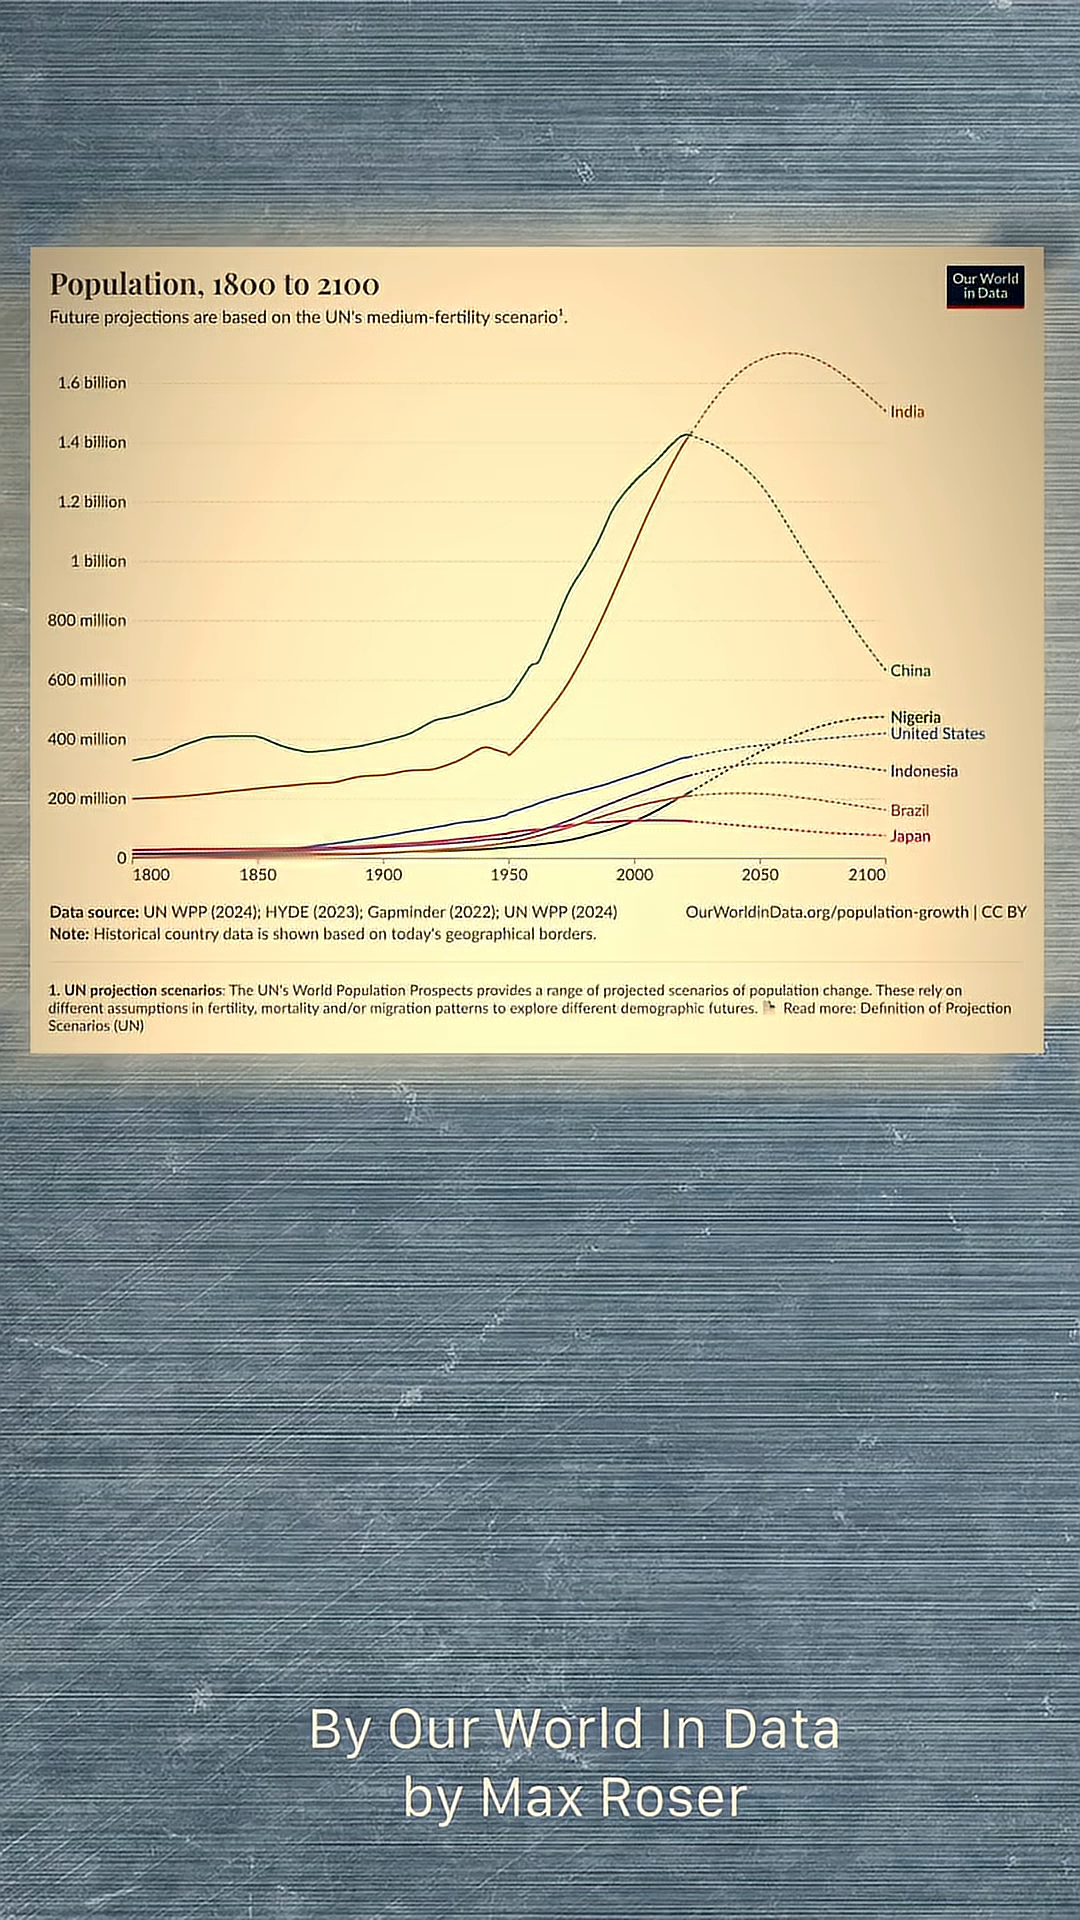 Population, 1800 to 2100
Our World
in Data
Future projections are based on the UN's medium-fertility scenario¹.
1.6 billion
1.4 billion
1.2 billion
1 billion
800 million
600 million
400 million
200 million
0
India
China
Nigeria
United States
Indonesia
Brazil
Japan
1800 1850 1900 1950 2000 2050 2100
Data source: UN WPP (2024); HYDE (2023); Gapminder (2022); UN WPP (2024)
OurWorldinData.org/population-growth | CC BY
Note: Historical country data is shown based on today's geographical borders.
1. UN projection scenarios: The UN's World Population Prospects provides a range of projected scenarios of population change. These rely on
different assumptions in fertility, mortality and/or migration patterns to explore different demographic futures. Read more: Definition of Projection
Scenarios (UN)
By Our World In Data
by Max Roser